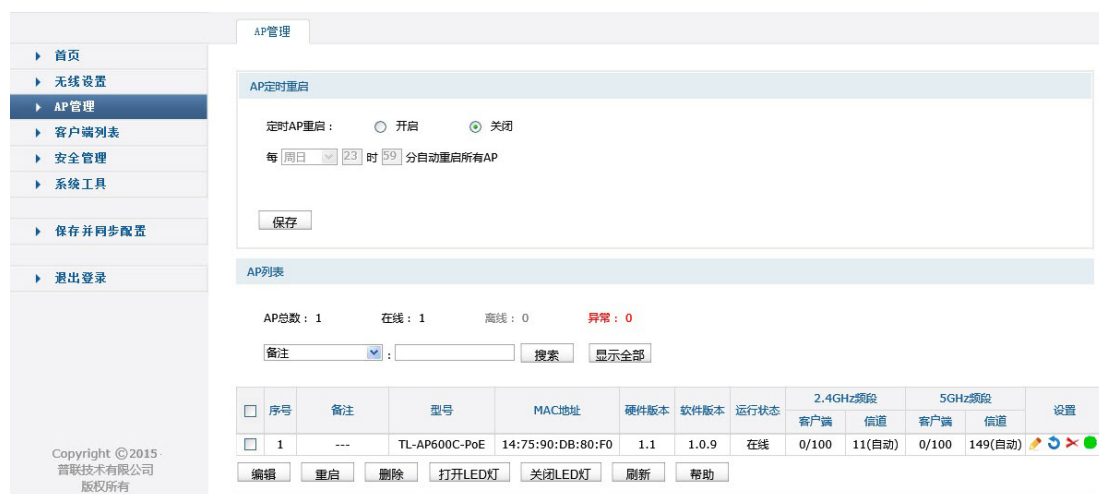 AP管理
首页
无线设置
AP管理
客户端列表
安全管理
系统工具
保存并同步配置
退出登录
Copyright ©2015
普联技术有限公司
版权所有
AP定时重启
定时AP重启： 开启 关闭
每 周日 23 时 59 分自动重启所有AP
保存
AP列表
AP总数：1 在线：1 离线：0 异常：0
备注 : 搜索 显示全部
序号 备注 型号 MAC地址 硬件版本 软件版本 运行状态 2.4GHz频段 5GHz频段 设置
客户端 信道 客户端 信道
1 --- TL-AP600C-PoE 14:75:90:DB:80:F0 1.1 1.0.9 在线 0/100 11(自动) 0/100 149(自动)
编辑 重启 删除 打开LED灯 关闭LED灯 刷新 帮助